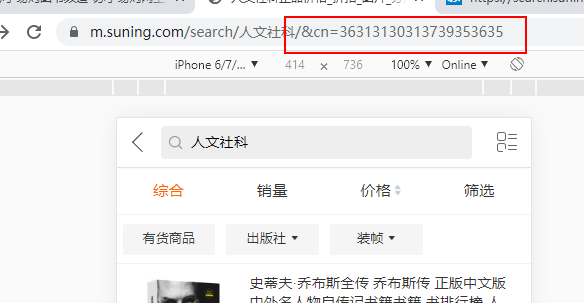 m.suning.com/search/人文社科/&cn=36313130313739353635
iPhone 6/7/... ▼ 414 × 736 100% ▼ Online ▼
人文社科
综合 销量 价格 筛选
有货商品 出版社 装帧
史蒂夫·乔布斯全传 乔布斯传 正版中文版